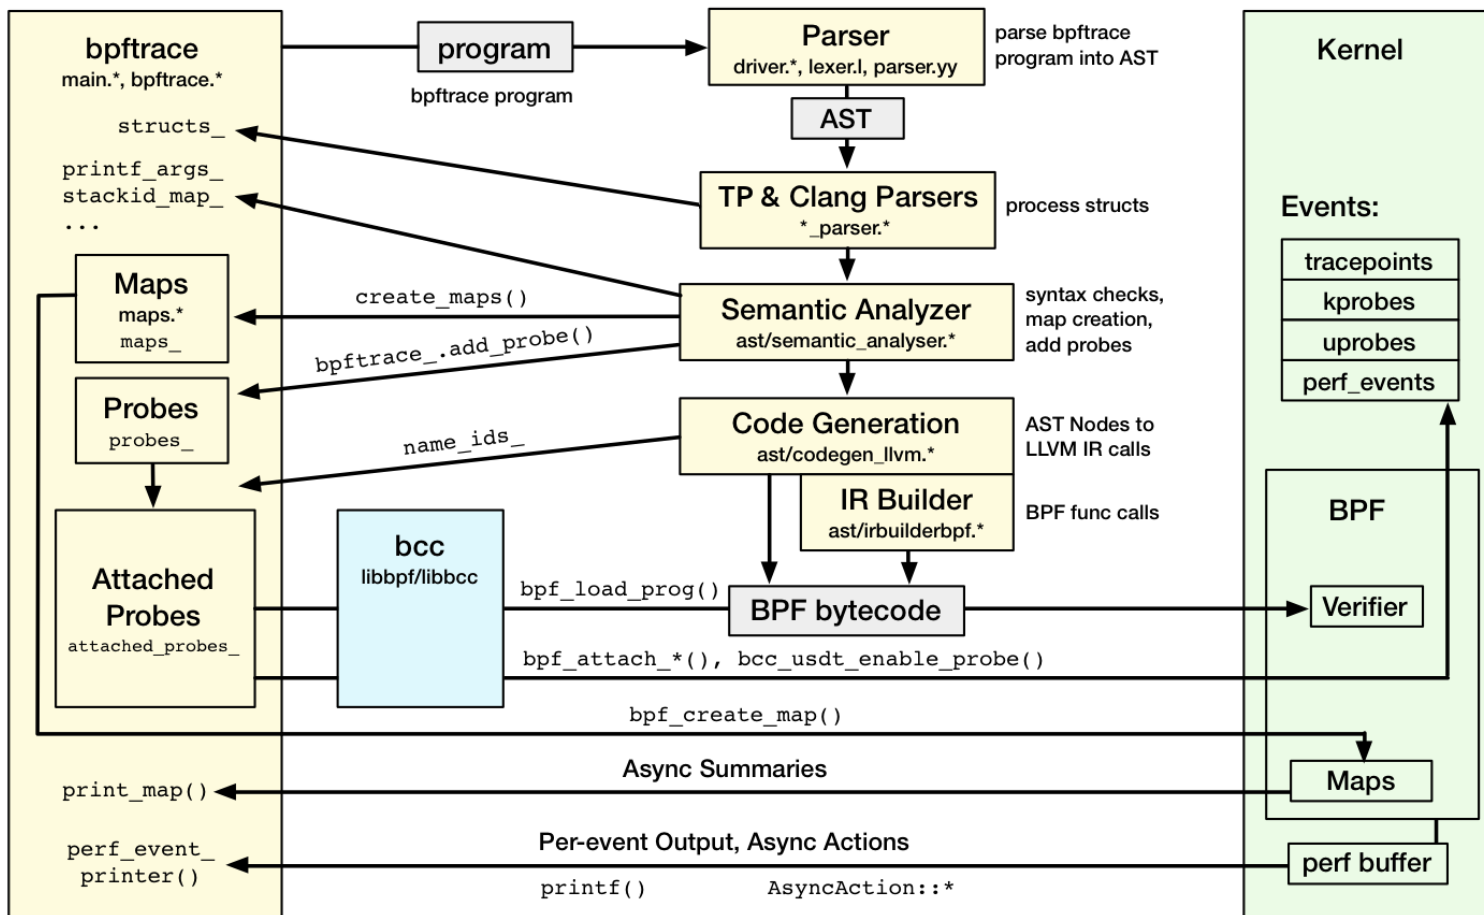 bpftrace
main.*, bpftrace.*
structs_
printf_args_
stackid_map_
...
Maps
maps.*
maps_
Probes
probes_
Attached
Probes
attached_probes_
print_map()
perf_event_
printer()
program
bpftrace program
Parser
driver.*, lexer.l, parser.yy
parse bpftrace
program into AST
AST
TP & Clang Parsers
*_parser.*
process structs
create_maps()
Semantic Analyzer
ast/semantic_analyser.*
syntax checks,
map creation,
add probes
bpftrace_.add_probe()
name_ids_
Code Generation
ast/codegen_llvm.*
AST Nodes to
LLVM IR calls
IR Builder
ast/irbuilderbpf.*
BPF func calls
bcc
libbpf/libbcc
bpf_load_prog()
BPF bytecode
bpf_attach_*(), bcc_usdt_enable_probe()
bpf_create_map()
Async Summaries
Per-event Output, Async Actions
printf() AsyncAction::*
Kernel
Events:
tracepoints
kprobes
uprobes
perf_events
BPF
Verifier
Maps
perf buffer